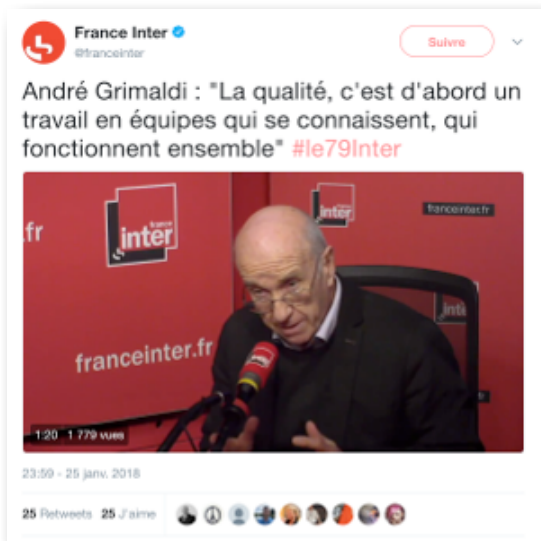 France Inter
@franceinter
Suivre
André Grimaldi : "La qualité, c'est d'abord un
travail en équipes qui se connaissent, qui
fonctionnent ensemble" #le79Inter
.fr
france
inter
inter
franceinter.fr
inte
franceinter.fr
1:20 1 779 vues
23:59 - 25 janv. 2018
25 Retweets 25 J'aime